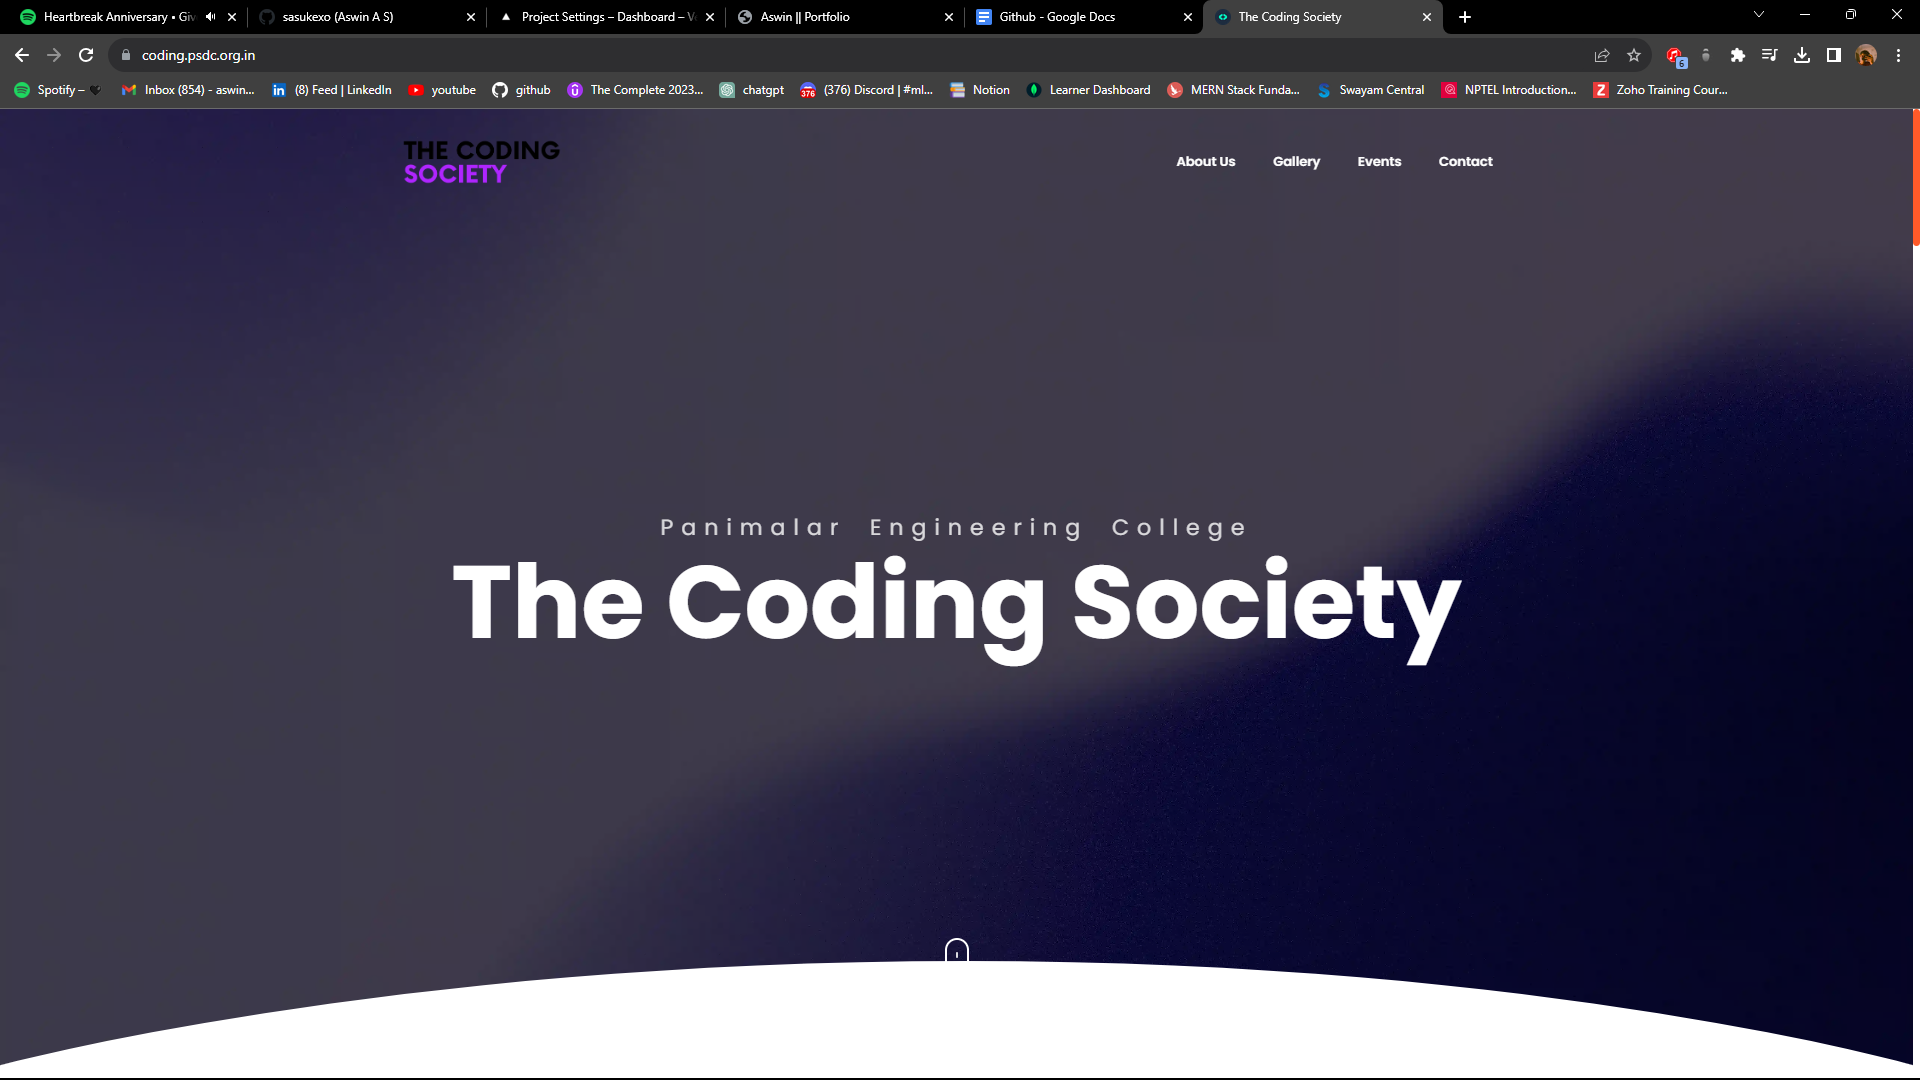 Heartbreak Anniversary • Giv
sasukexo (Aswin A S)
Project Settings – Dashboard – Ve
Aswin || Portfolio
Github - Google Docs
The Coding Society
coding.psdc.org.in
6
Spotify –
Inbox (854) - aswin...
(8) Feed | LinkedIn
youtube
github
The Complete 2023...
chatgpt
376
(376) Discord | #ml...
Notion
Learner Dashboard
MERN Stack Funda...
Swayam Central
NPTEL Introduction...
Zoho Training Cour...
THE CODING
SOCIETY
About Us
Gallery
Events
Contact
Panimalar Engineering College
The Coding Society